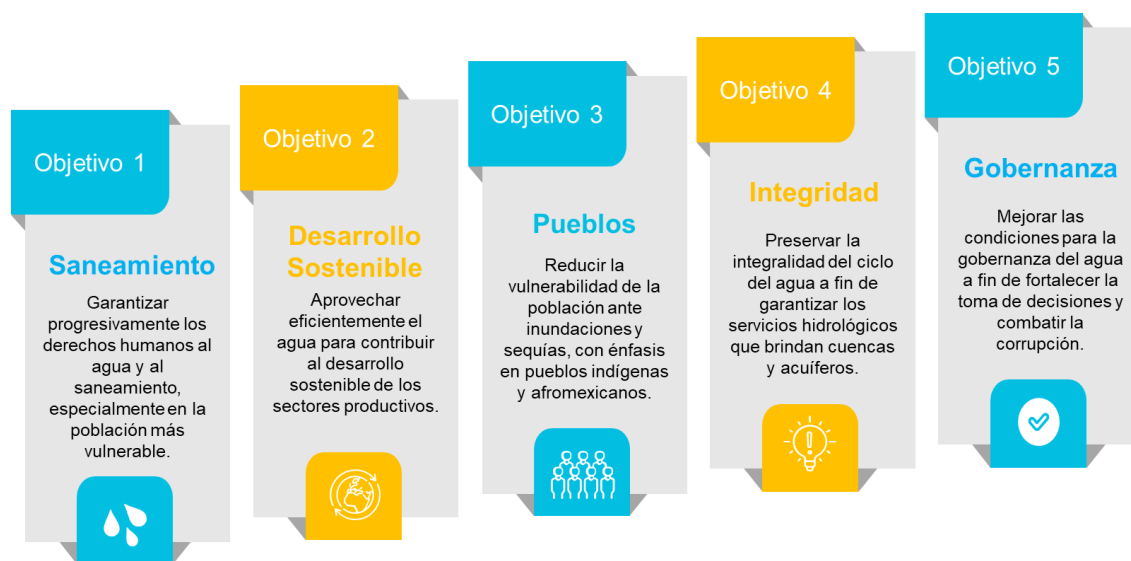 Objetivo 1
Saneamiento
Garantizar
progresivamente los
derechos humanos al
agua y al
saneamiento,
especialmente en la
población más
vulnerable.
Objetivo 2
Desarrollo
Sostenible
Aprovechar
eficientemente el
agua para contribuir
al desarrollo
sostenible de los
sectores productivos.
Objetivo 3
Pueblos
Reducir la
vulnerabilidad de la
población ante
inundaciones y
sequías, con énfasis
en pueblos indígenas
y afromexicanos.
Objetivo 4
Integridad
Preservar la
integralidad del ciclo
del agua a fin de
garantizar los
servicios hidrológicos
que brindan cuencas
y acuíferos.
Objetivo 5
Gobernanza
Mejorar las
condiciones para la
gobernanza del agua
a fin de fortalecer la
toma de decisiones y
combatir la
corrupción.